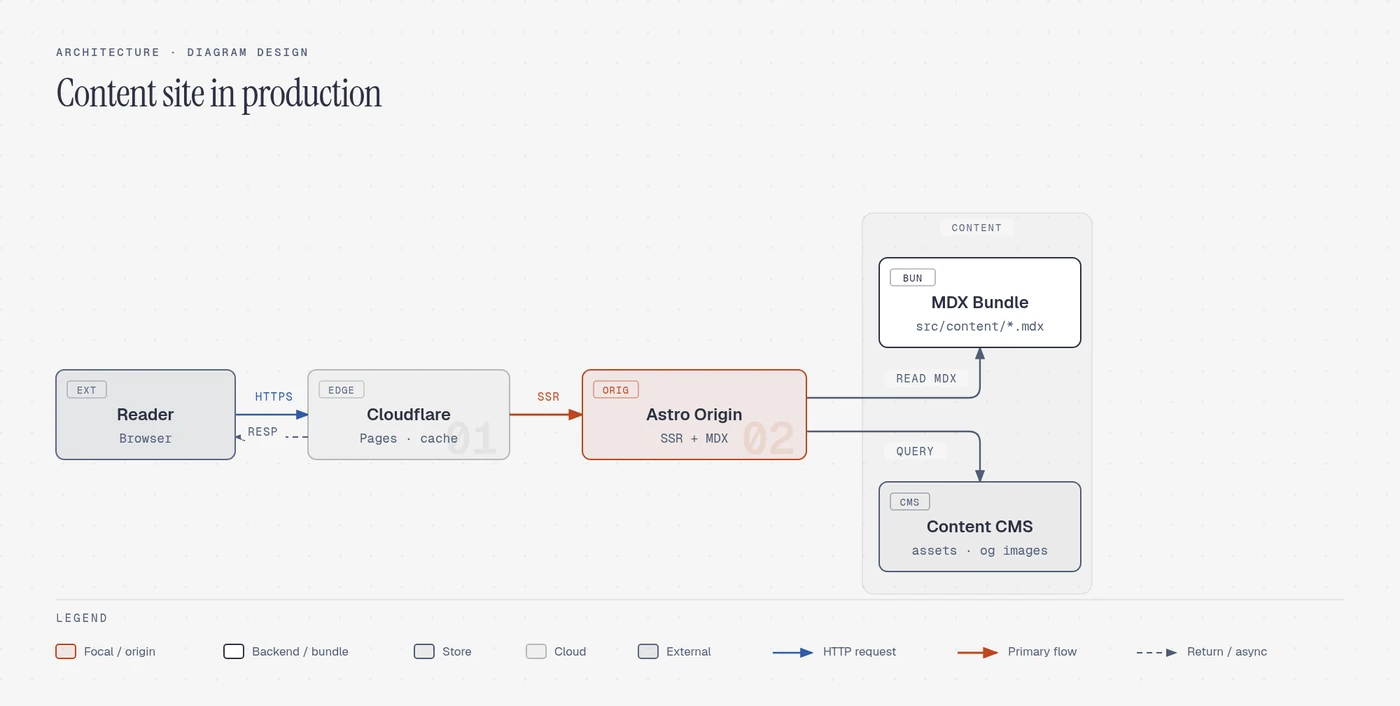 ARCHITECTURE · DIAGRAM DESIGN
Content site in production
CONTENT
BUN
MDX Bundle
src/content/*.mdx
READ MDX
EXT
Reader
Browser
HTTPS
RESP
EDGE
Cloudflare
Pages · cache
01
SSR
ORIG
Astro Origin
SSR + MDX
02
QUERY
CMS
Content CMS
assets · og images
LEGEND
Focal / origin
Backend / bundle
Store
Cloud
External
HTTP request
Primary flow
Return / async